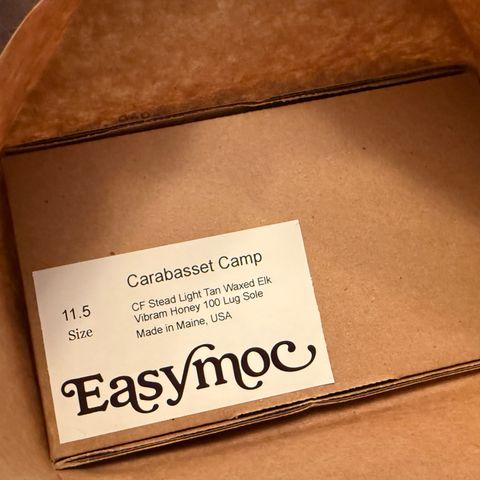 Carabasset Camp
11.5
Size
CF Stead Light Tan Waxed Elk
Vibram Honey 100 Lug Sole
Made in Maine, USA
Easymoc